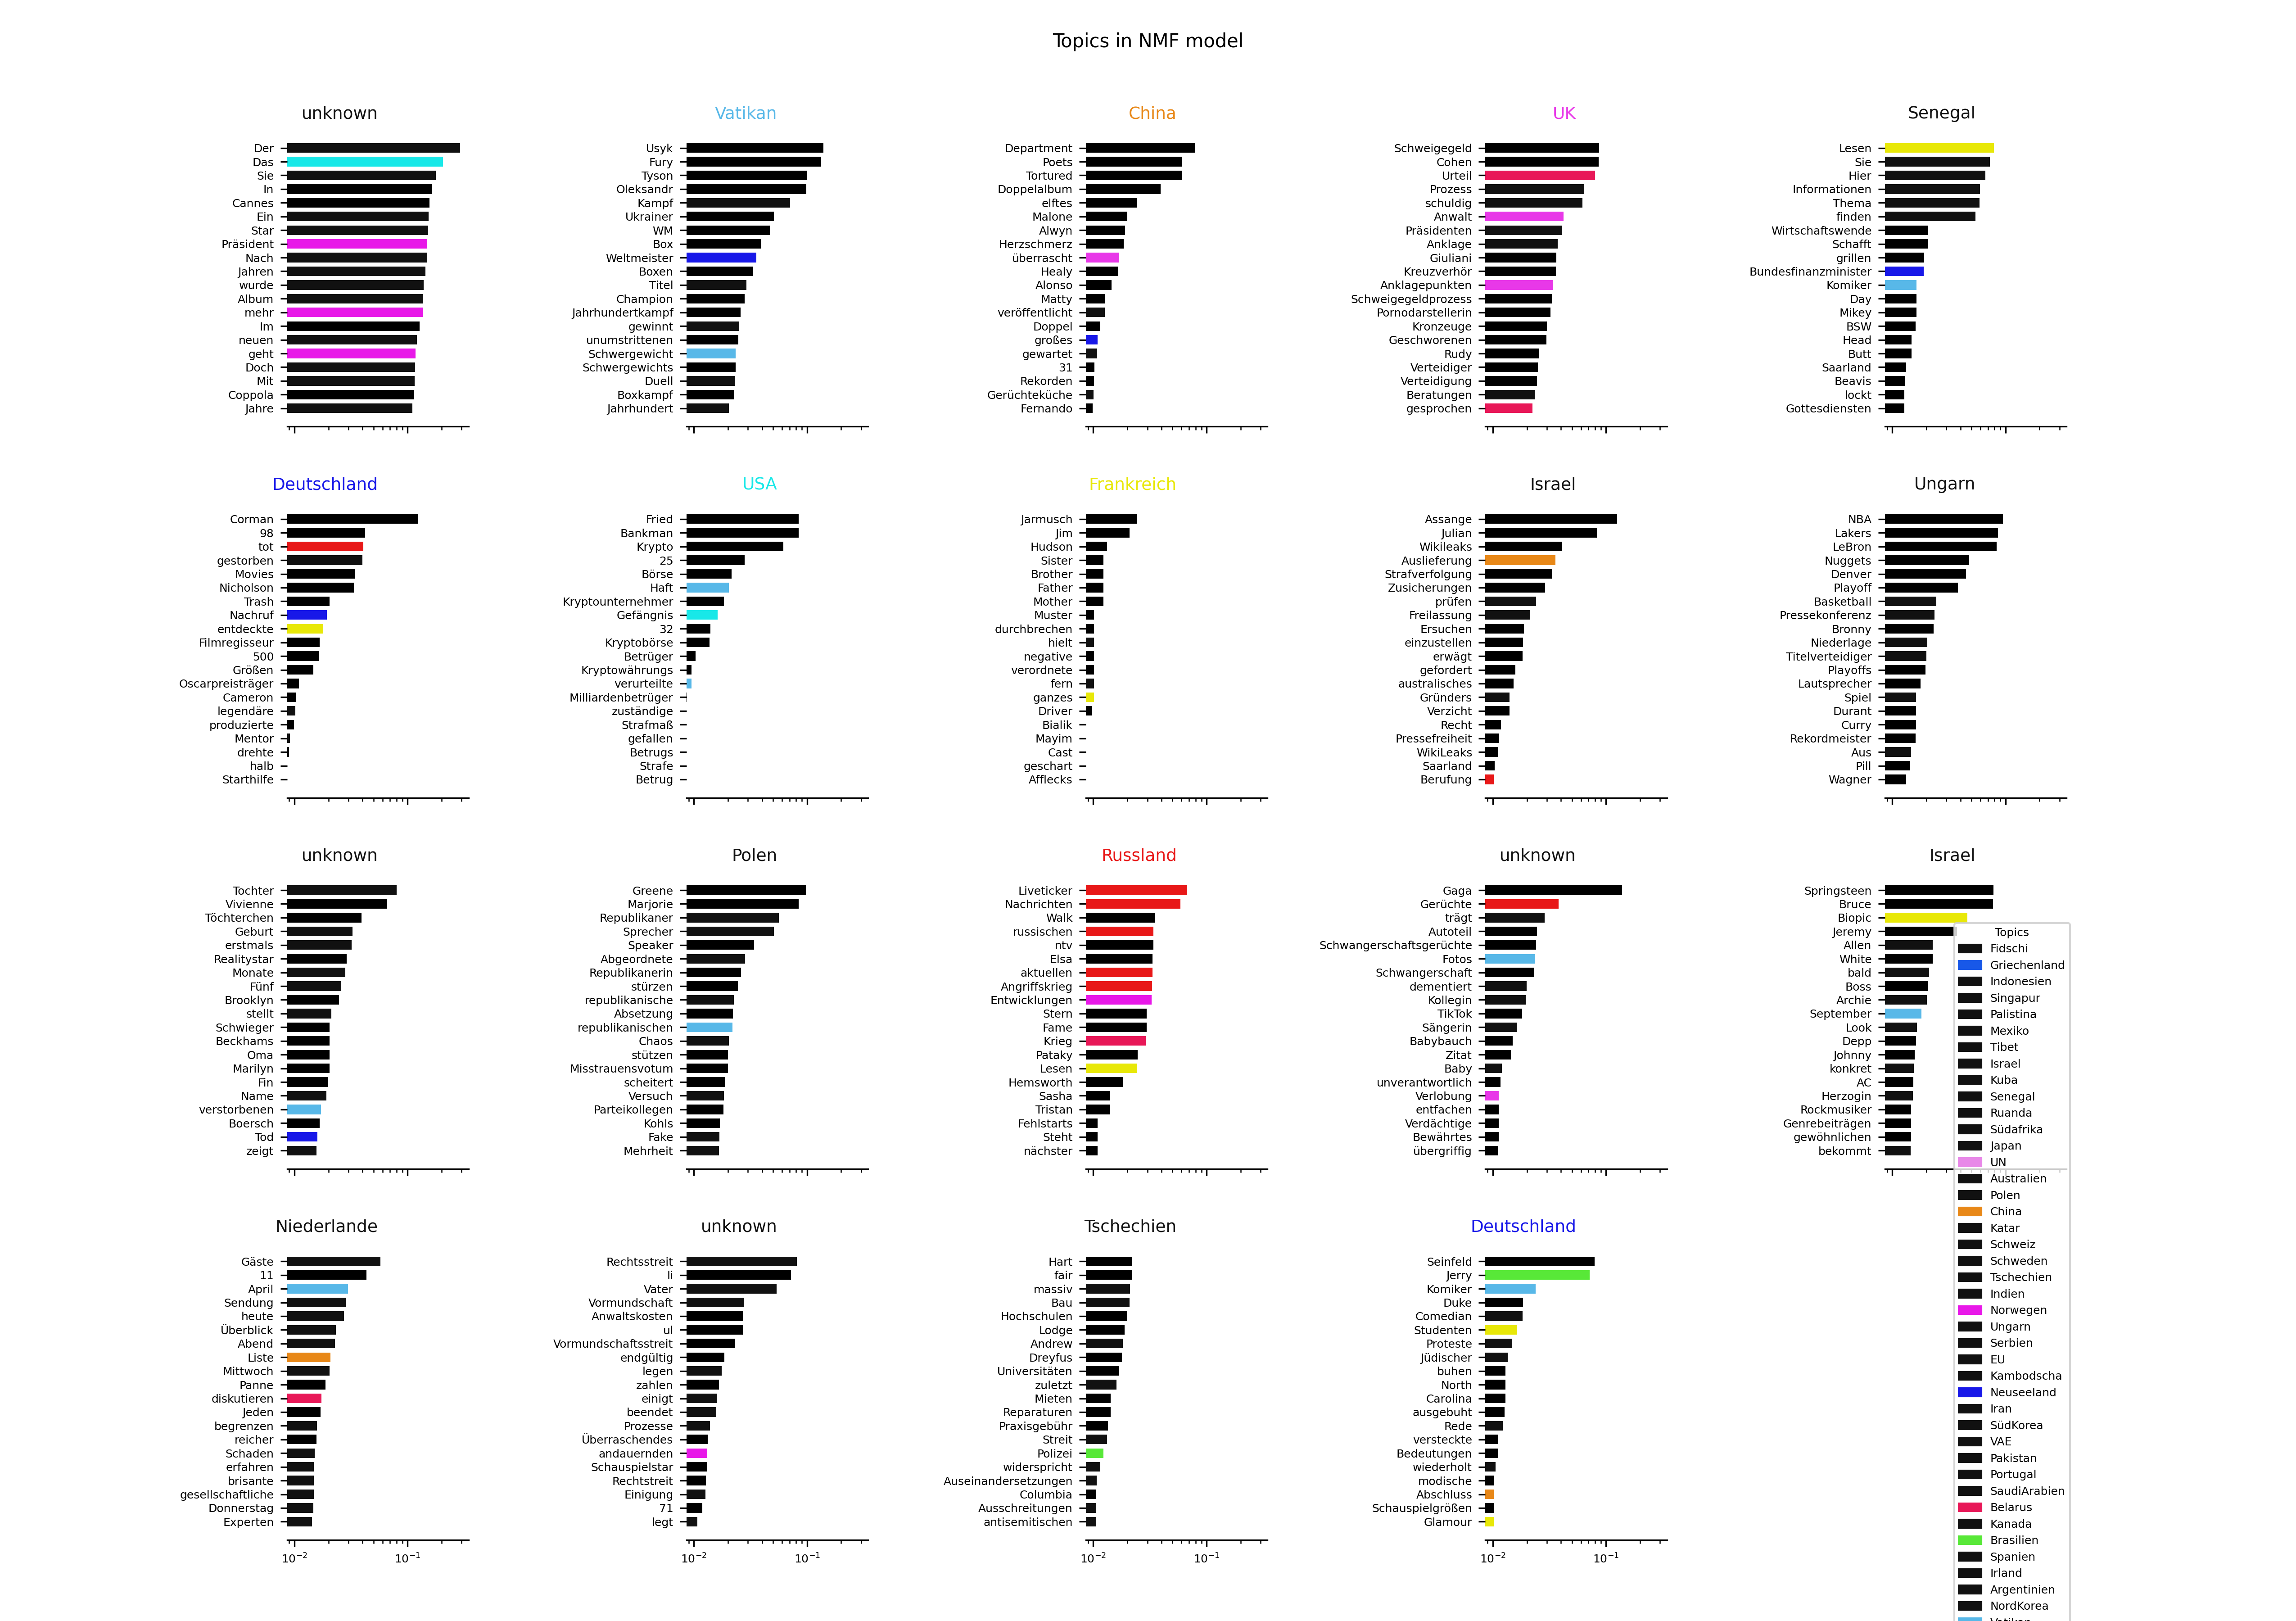 Topics in NMF model
unknown
Der
Das
Sie
In
Cannes
Ein
Star
Präsident
Nach
Jahren
wurde
Album
mehr
Im
neuen
geht
Doch
Mit
Coppola
Jahre
Vatikan
Usyk
Fury
Tyson
Oleksandr
Kampf
Ukrainer
WM
Box
Weltmeister
Boxen
Titel
Champion
Jahrhundertkampf
gewinnt
unumstrittenen
Schwergewicht
Schwergewichts
Duell
Boxkampf
Jahrhundert
China
Department
Poets
Tortured
Doppelalbum
elftes
Malone
Alwyn
Herzschmerz
überrascht
Healy
Alonso
Matty
veröffentlicht
Doppel
großes
gewartet
31
Rekorden
Gerüchteküche
Fernando
UK
Schweigegeld
Cohen
Urteil
Prozess
schuldig
Anwalt
Präsidenten
Anklage
Giuliani
Kreuzverhör
Anklagepunkten
Schweigegeldprozess
Pornodarstellerin
Kronzeuge
Geschworenen
Rudy
Verteidiger
Verteidigung
Beratungen
gesprochen
Senegal
Lesen
Sie
Hier
Informationen
Thema
finden
Wirtschaftswende
Schafft
grillen
Bundesfinanzminister
Komiker
Day
Mikey
BSW
Head
Butt
Saarland
Beavis
lockt
Gottesdiensten
Deutschland
Corman
98
tot
gestorben
Movies
Nicholson
Trash
Nachruf
entdeckte
Filmregisseur
500
Größen
Oscarpreisträger
Cameron
legendäre
produzierte
Mentor
drehte
halb
Starthilfe
USA
Fried
Bankman
Krypto
25
Börse
Haft
Kryptounternehmer
Gefängnis
32
Kryptobörse
Betrüger
Kryptowährungs
verurteilte
Milliardenbetrüger
zuständige
Strafmaß
gefallen
Betrugs
Strafe
Betrug
Frankreich
Jarmusch
Jim
Hudson
Sister
Brother
Father
Mother
Muster
durchbrechen
hielt
negative
verordnete
fern
ganzes
Driver
Bialik
Mayim
Cast
geschart
Afflecks
Israel
Assange
Julian
Wikileaks
Auslieferung
Strafverfolgung
Zusicherungen
prüfen
Freilassung
Ersuchen
einzustellen
erwägt
gefordert
australisches
Gründers
Verzicht
Recht
Pressefreiheit
WikiLeaks
Saarland
Berufung
Ungarn
NBA
Lakers
LeBron
Nuggets
Denver
Playoff
Basketball
Pressekonferenz
Bronny
Niederlage
Titelverteidiger
Playoffs
Lautsprecher
Spiel
Durant
Curry
Rekordmeister
Aus
Pill
Wagner
unknown
Tochter
Vivienne
Töchterchen
Geburt
erstmals
Realitystar
Monate
Fünf
Brooklyn
stellt
Schwieger
Beckhams
Oma
Marilyn
Fin
Name
verstorbenen
Boersch
Tod
zeigt
Polen
Greene
Marjorie
Republikaner
Sprecher
Speaker
Abgeordnete
Republikanerin
stürzen
republikanische
Absetzung
republikanischen
Chaos
stützen
Misstrauensvotum
scheitert
Versuch
Parteikollegen
Kohls
Fake
Mehrheit
Russland
Liveticker
Nachrichten
Walk
russischen
ntv
Elsa
aktuellen
Angriffskrieg
Entwicklungen
Stern
Fame
Krieg
Pataky
Lesen
Hemsworth
Sasha
Tristan
Fehlstarts
Steht
nächster
unknown
Gaga
Gerüchte
trägt
Autoteil
Schwangerschaftsgerüchte
Fotos
Schwangerschaft
dementiert
Kollegin
TikTok
Sängerin
Babybauch
Zitat
Baby
unverantwortlich
Verlobung
entfachen
Verdächtige
Bewährtes
übergriffig
Israel
Springsteen
Bruce
Biopic
Jeremy
Allen
White
bald
Boss
Archie
September
Look
Depp
Johnny
konkret
AC
Herzogin
Rockmusiker
Genrebeiträgen
gewöhnlichen
bekommt
Niederlande
Gäste
11
April
Sendung
heute
Überblick
Abend
Liste
Mittwoch
Panne
diskutieren
Jeden
begrenzen
reicher
Schaden
erfahren
brisante
gesellschaftliche
Donnerstag
Experten
10⁻²
10⁻¹
unknown
Rechtsstreit
li
Vater
Vormundschaft
Anwaltskosten
ul
Vormundschaftsstreit
endgültig
legen
zahlen
einigt
beendet
Prozesse
Überraschendes
andauernden
Schauspielstar
Rechtstreit
Einigung
71
legt
10⁻²
10⁻¹
Tschechien
Hart
fair
massiv
Bau
Hochschulen
Lodge
Andrew
Dreyfus
Universitäten
zuletzt
Mieten
Reparaturen
Praxisgebühr
Streit
Polizei
widerspricht
Auseinandersetzungen
Columbia
Ausschreitungen
antisemitischen
10⁻²
10⁻¹
Deutschland
Seinfeld
Jerry
Komiker
Duke
Comedian
Studenten
Proteste
Jüdischer
buhen
North
Carolina
ausgebuht
Rede
versteckte
Bedeutungen
wiederholt
modische
Abschluss
Schauspielgrößen
Glamour
10⁻²
10⁻¹
Topics
Fidschi
Griechenland
Indonesien
Singapur
Palistina
Mexiko
Tibet
Israel
Kuba
Senegal
Ruanda
Südafrika
Japan
UN
Australien
Polen
China
Katar
Schweiz
Schweden
Tschechien
Indien
Norwegen
Ungarn
Serbien
EU
Kambodscha
Neuseeland
Iran
SüdKorea
VAE
Pakistan
Portugal
SaudiArabien
Belarus
Kanada
Brasilien
Spanien
Irland
Argentinien
NordKorea